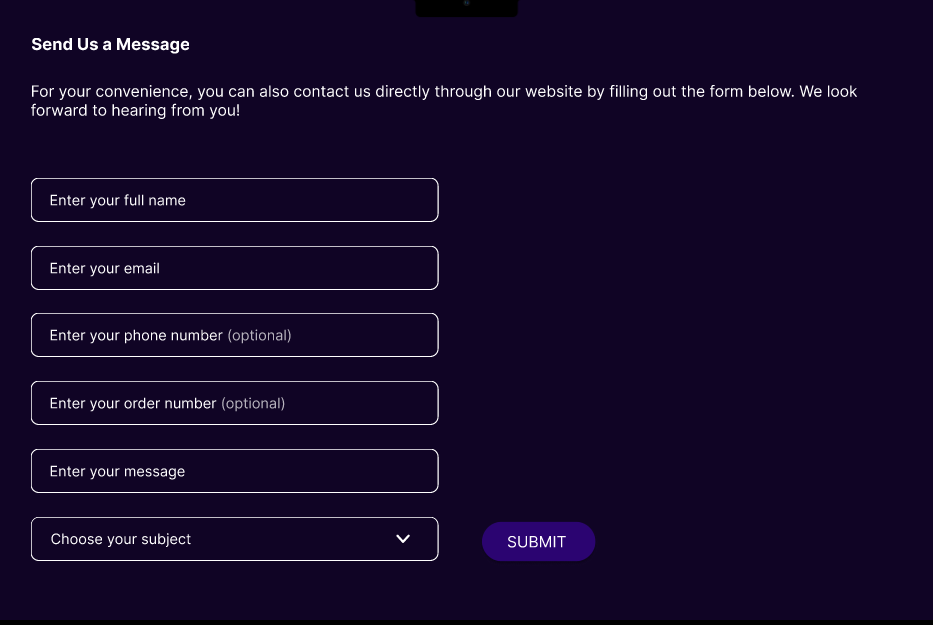 Send Us a Message
For your convenience, you can also contact us directly through our website by filling out the form below. We look
forward to hearing from you!
Enter your full name
Enter your email
Enter your phone number (optional)
Enter your order number (optional)
Enter your message
Choose your subject
SUBMIT